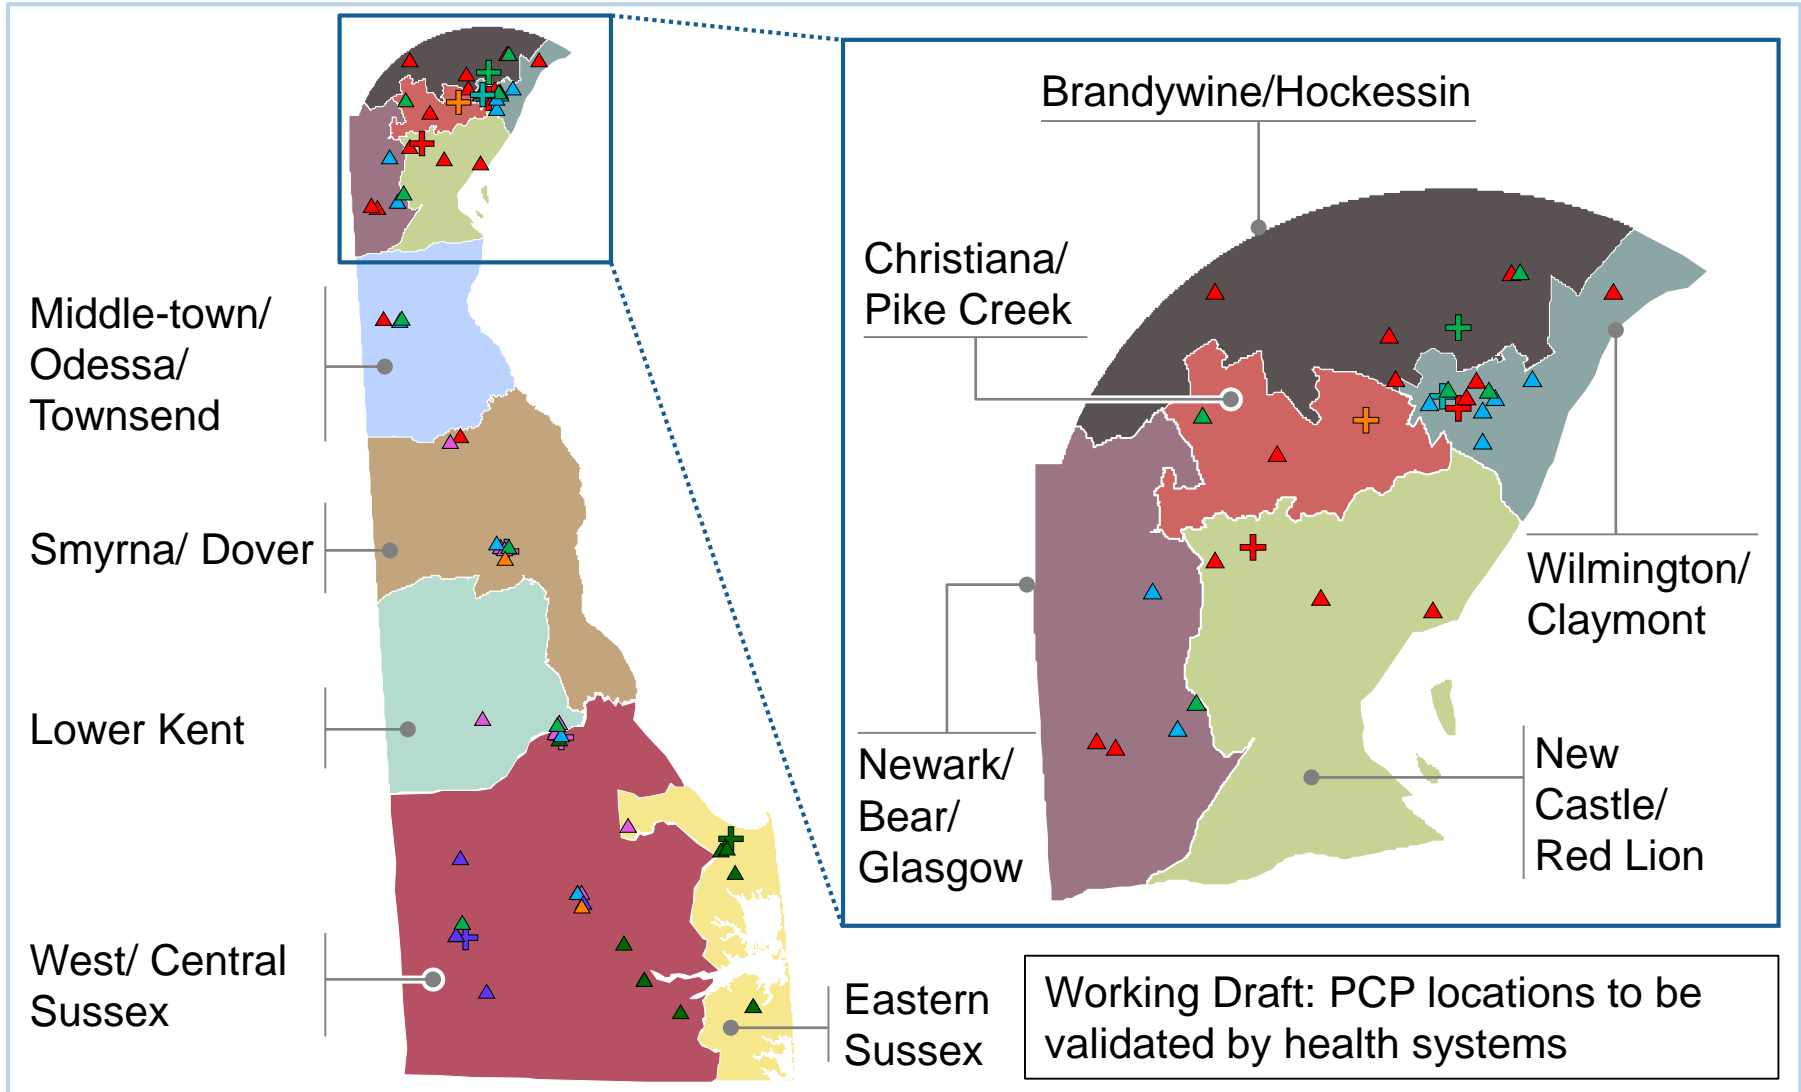 Brandywine/Hockessin
Christiana/
Pike Creek
Middle-town/
Odessa/
Townsend
Smyrna/ Dover
Wilmington/
Claymont
Lower Kent
Newark/
Bear/
Glasgow
New
Castle/
Red Lion
West/ Central
Sussex
Eastern
Sussex
Working Draft: PCP locations to be
validated by health systems